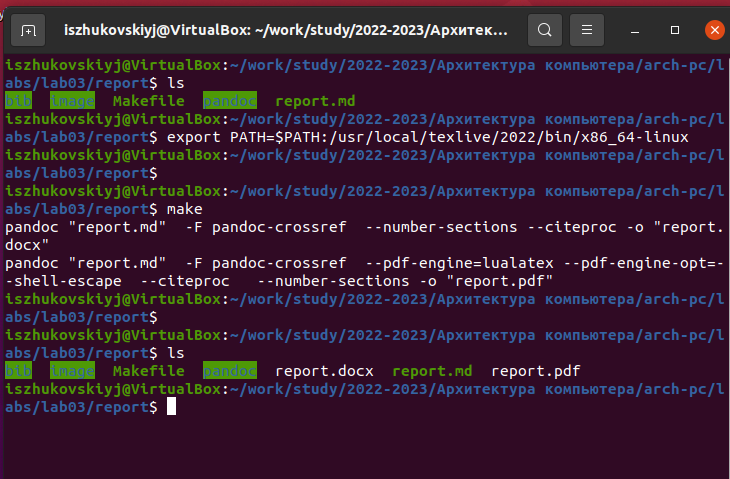 iszhukovskiyj@VirtualBox: ~/work/study/2022-2023/Архитек...
iszhukovskiyj@VirtualBox:~/work/study/2022-2023/Архитектура компьютера/arch-pc/l
abs/lab03/report$ ls
bib  image  Makefile  pandoc  report.md
iszhukovskiyj@VirtualBox:~/work/study/2022-2023/Архитектура компьютера/arch-pc/l
abs/lab03/report$ export PATH=$PATH:/usr/local/texlive/2022/bin/x86_64-linux
iszhukovskiyj@VirtualBox:~/work/study/2022-2023/Архитектура компьютера/arch-pc/l
abs/lab03/report$
iszhukovskiyj@VirtualBox:~/work/study/2022-2023/Архитектура компьютера/arch-pc/l
abs/lab03/report$ make
pandoc "report.md"  -F pandoc-crossref  --number-sections --citeproc -o "report.
docx"
pandoc "report.md"  -F pandoc-crossref  --pdf-engine=lualatex --pdf-engine-opt=-
-shell-escape  --citeproc   --number-sections -o "report.pdf"
iszhukovskiyj@VirtualBox:~/work/study/2022-2023/Архитектура компьютера/arch-pc/l
abs/lab03/report$
iszhukovskiyj@VirtualBox:~/work/study/2022-2023/Архитектура компьютера/arch-pc/l
abs/lab03/report$ ls
bib  image  Makefile  pandoc  report.docx  report.md  report.pdf
iszhukovskiyj@VirtualBox:~/work/study/2022-2023/Архитектура компьютера/arch-pc/l
abs/lab03/report$